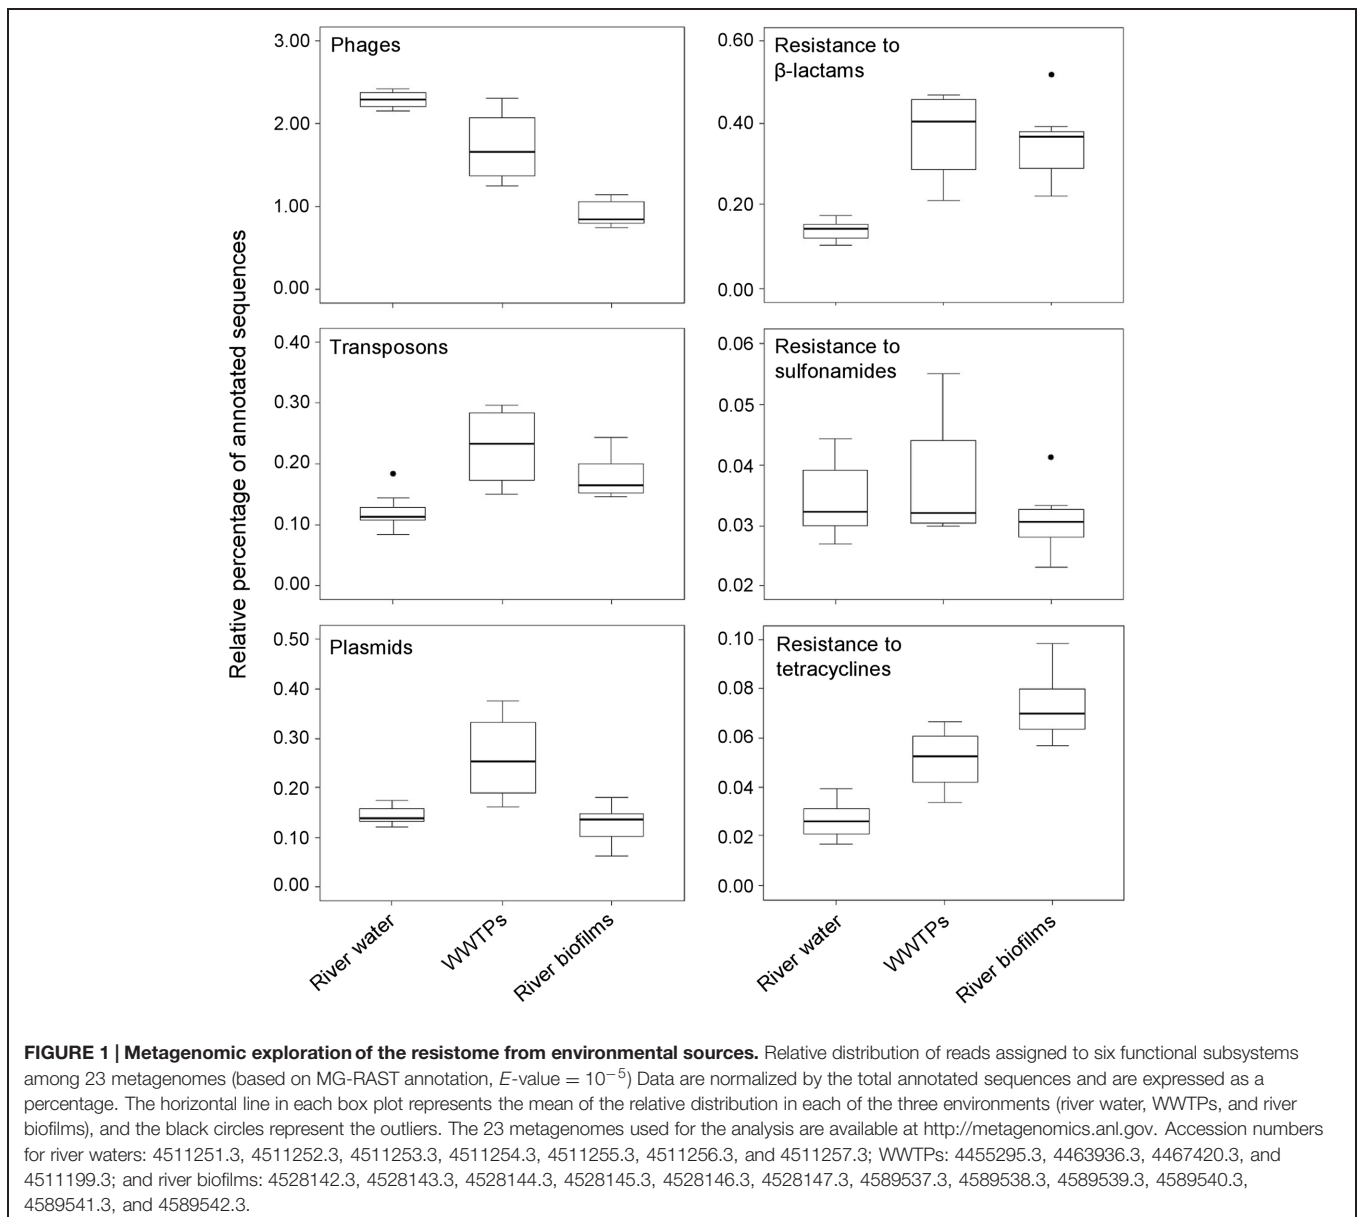 Relative percentage of annotated sequences
Phages
3.00
2.00
1.00
0.00
Resistance to
β-lactams
0.60
0.40
0.20
0.00
Transposons
0.40
0.30
0.20
0.10
0.00
Resistance to
sulfonamides
0.06
0.05
0.04
0.03
0.02
Plasmids
0.50
0.40
0.30
0.20
0.10
0.00
River water
WWTPs
River biofilms
Resistance to
tetracyclines
0.10
0.08
0.06
0.04
0.02
0.00
River water
WWTPs
River biofilms
FIGURE 1 | Metagenomic exploration of the resistome from environmental sources. Relative distribution of reads assigned to six functional subsystems
among 23 metagenomes (based on MG-RAST annotation, E-value = 10⁻⁵) Data are normalized by the total annotated sequences and are expressed as a
percentage. The horizontal line in each box plot represents the mean of the relative distribution in each of the three environments (river water, WWTPs, and river
biofilms), and the black circles represent the outliers. The 23 metagenomes used for the analysis are available at http://metagenomics.anl.gov. Accession numbers
for river waters: 4511251.3, 4511252.3, 4511253.3, 4511254.3, 4511255.3, 4511256.3, and 4511257.3; WWTPs: 4455295.3, 4463936.3, 4467420.3, and
4511199.3; and river biofilms: 4528142.3, 4528143.3, 4528144.3, 4528145.3, 4528146.3, 4528147.3, 4589537.3, 4589538.3, 4589539.3, 4589540.3,
4589541.3, and 4589542.3.